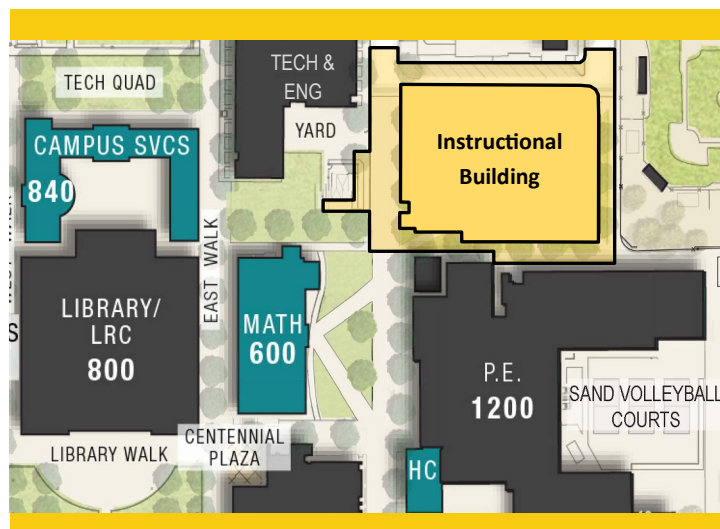 TECH QUAD
TECH &
ENG
YARD
Instructional
Building
CAMPUS SVCS
840
EAST WALK
LIBRARY/
LRC
800
MATH
600
P.E.
1200
SAND VOLLEYBALL
COURTS
CENTENNIAL
PLAZA
LIBRARY WALK
HC